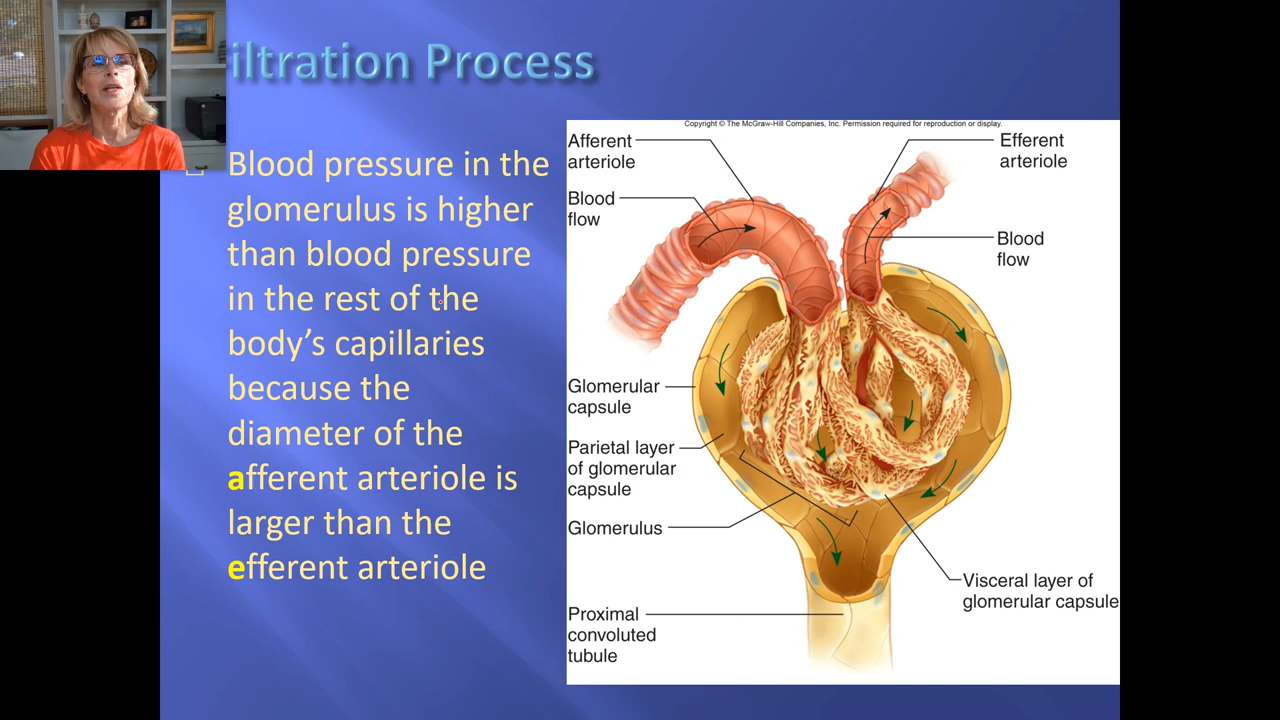 iltration Process
Blood pressure in the
glomerulus is higher
than blood pressure
in the rest of the
body’s capillaries
because the
diameter of the
afferent arteriole is
larger than the
efferent arteriole
Copyright © The McGraw-Hill Companies, Inc. Permission required for reproduction or display.
Afferent
arteriole
Blood
flow
Efferent
arteriole
Blood
flow
Glomerular
capsule
Parietal layer
of glomerular
capsule
Glomerulus
Visceral layer of
glomerular capsule
Proximal
convoluted
tubule